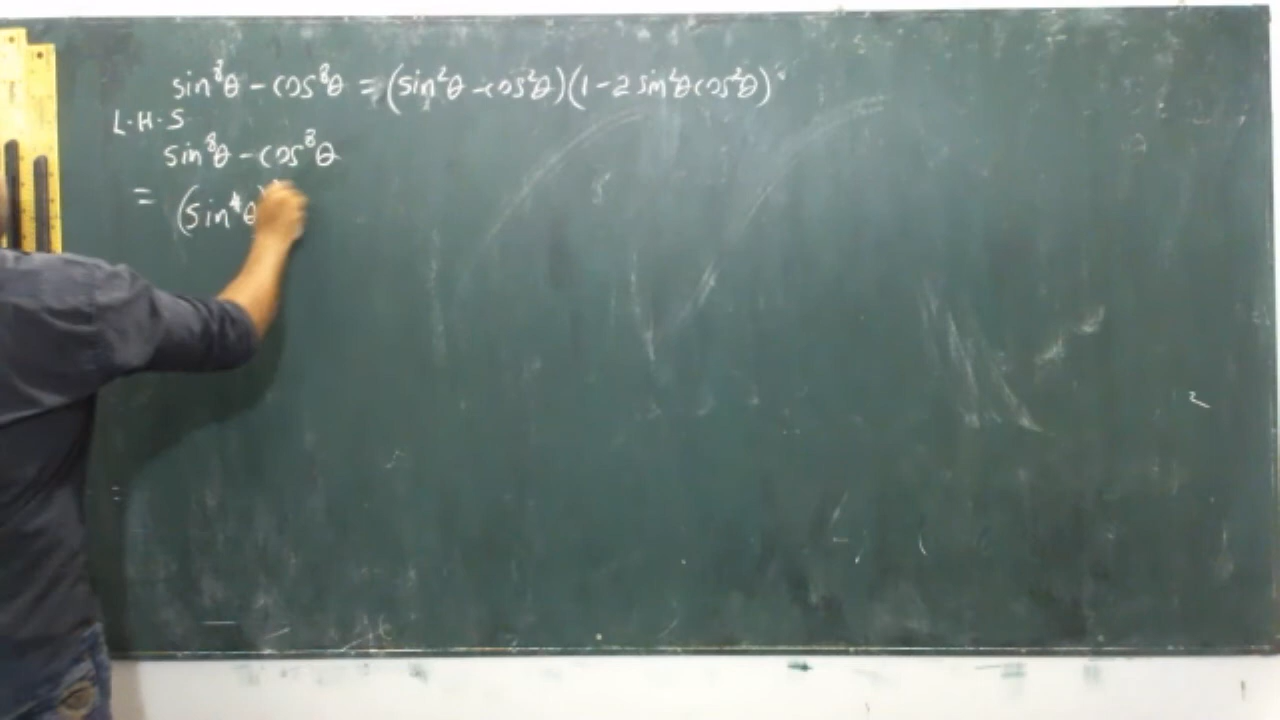 sin⁸θ - cos⁸θ = (sin²θ - cos²θ)(1 - 2 sin²θ cos²θ)
L.H.S
sin⁸θ - cos⁸θ
= (sin⁴θ)